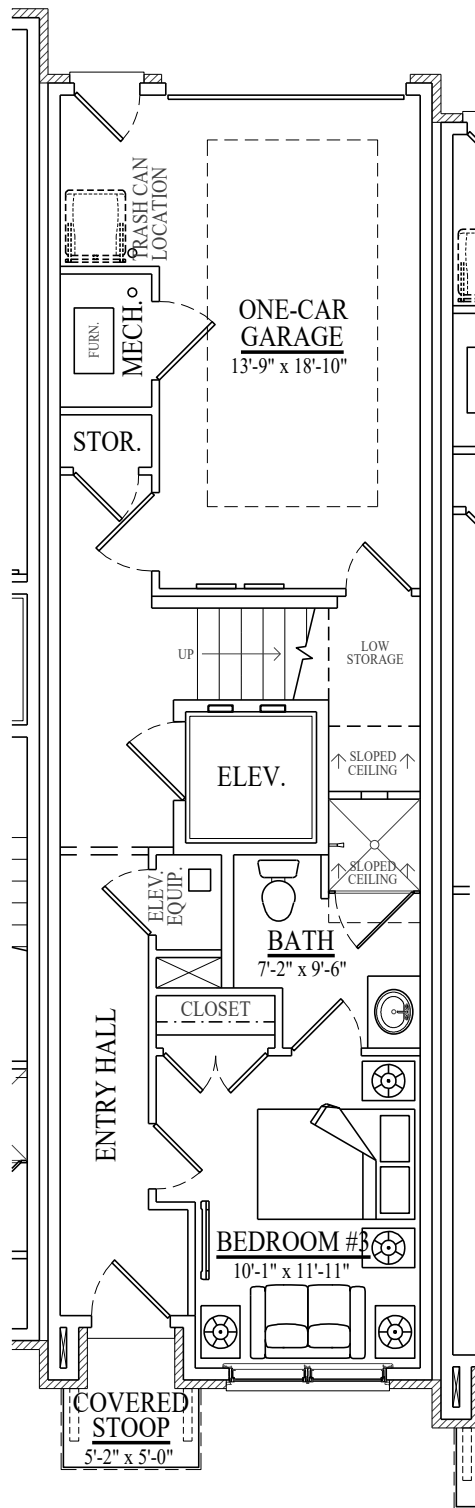 TRASH CAN
LOCATION
FURN.
MECH.
ONE-CAR
GARAGE
13'-9" x 18'-10"
STOR.
UP
LOW
STORAGE
SLOPED
CEILING
ELEV.
SLOPED
CEILING
ELEV.
EQUIP.
BATH
7'-2" x 9'-6"
CLOSET
ENTRY HALL
BEDROOM #3
10'-1" x 11'-11"
COVERED
STOOP
5'-2" x 5'-0"